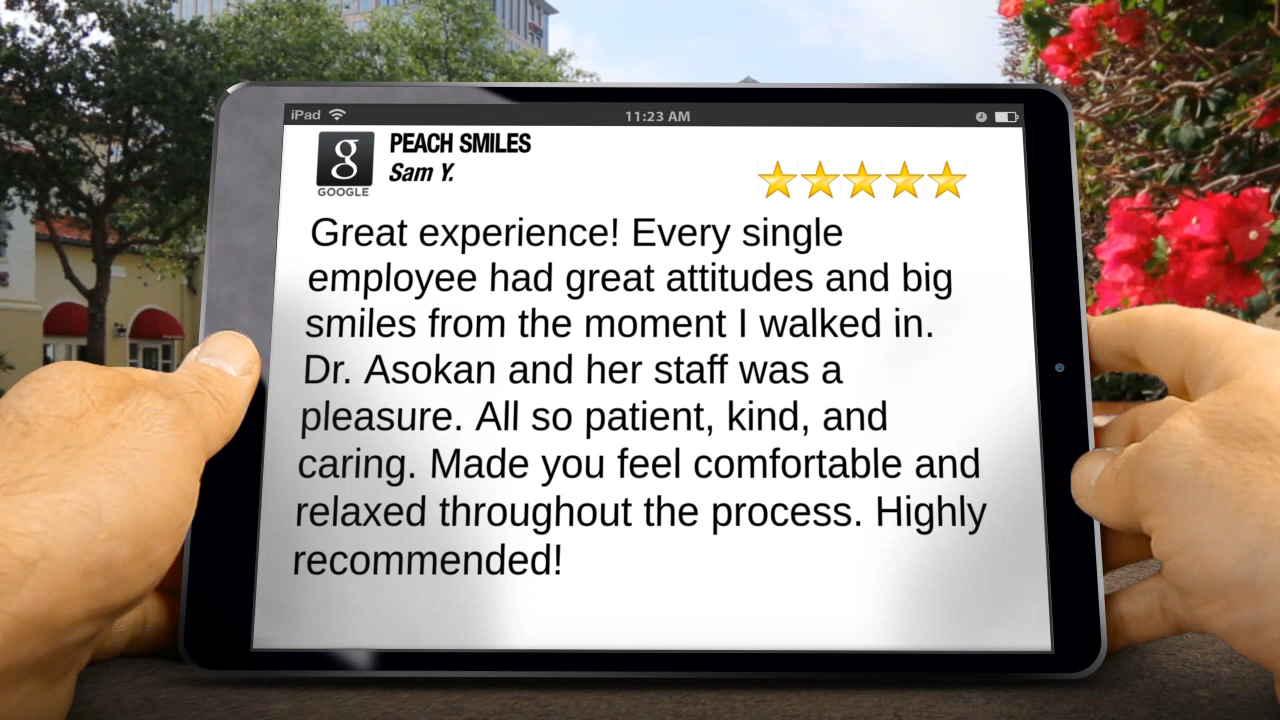 iPad 11:23 AM
g
GOOGLE
PEACH SMILES
Sam Y.
Great experience! Every single
employee had great attitudes and big
smiles from the moment I walked in.
Dr. Asokan and her staff was a
pleasure. All so patient, kind, and
caring. Made you feel comfortable and
relaxed throughout the process. Highly
recommended!